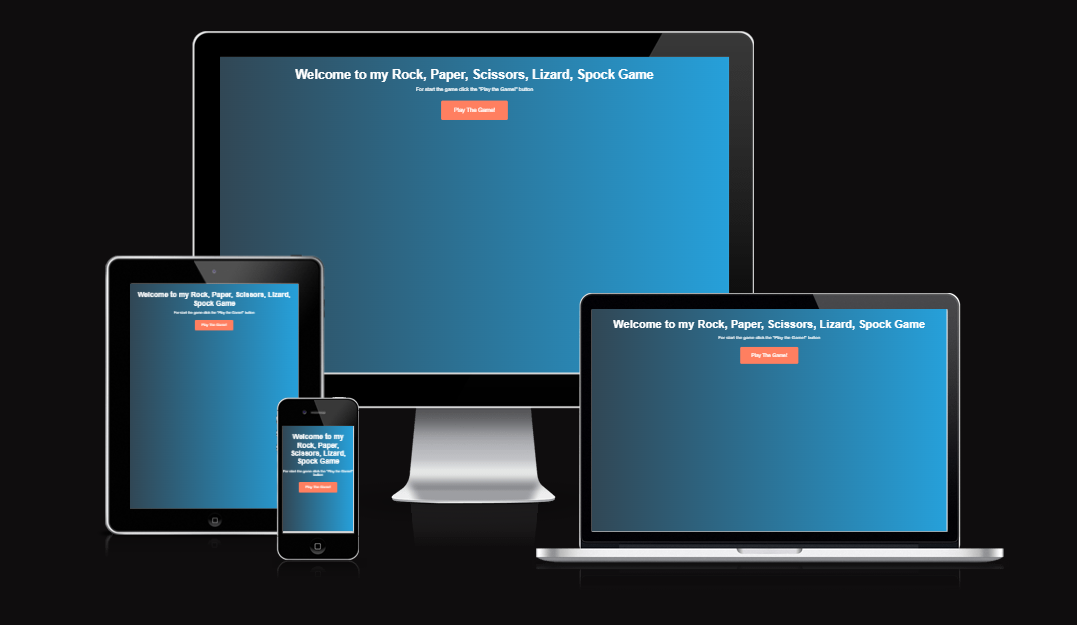 Welcome to my Rock, Paper, Scissors, Lizard, Spock Game
For start the game click the "Play the Game!" button
Play The Game!
Welcome to my Rock, Paper, Scissors, Lizard,
Spock Game
For start the game click the "Play the Game!" button
Play The Game!
Welcome to my
Rock, Paper,
Scissors, Lizard,
Spock Game
For start the game click the "Play the Game!"
button
Play The Game!
Welcome to my Rock, Paper, Scissors, Lizard, Spock Game
For start the game click the "Play the Game!" button
Play The Game!